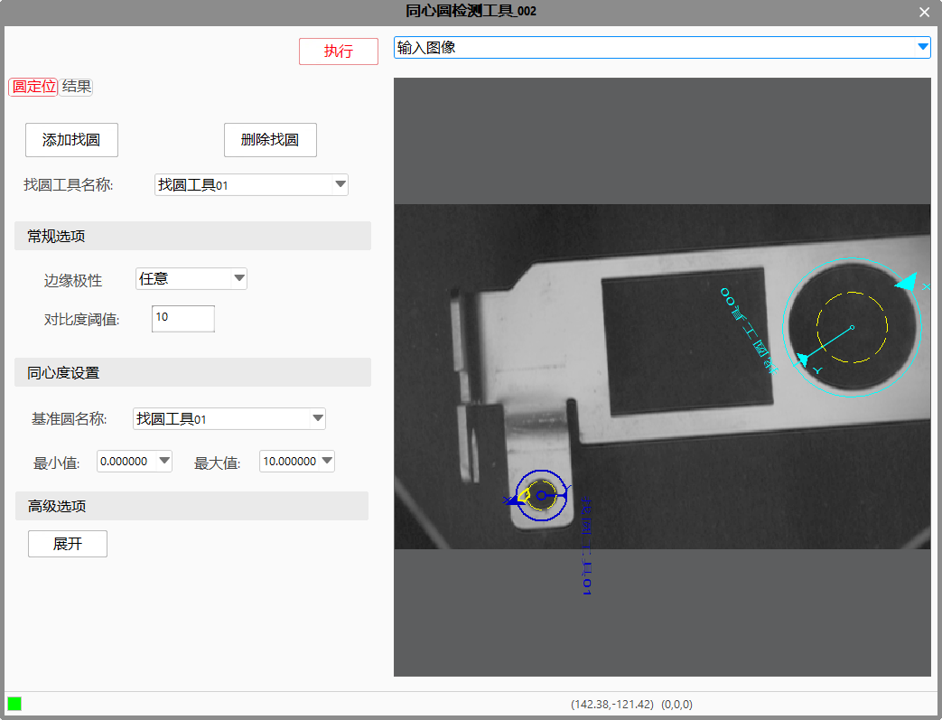 同心圆检测工具_002
执行
输入图像
圆定位 结果
添加找圆 删除找圆
找圆工具名称: 找圆工具01
常规选项
边缘极性 任意
对比度阈值: 10
同心度设置
基准圆名称: 找圆工具01
最小值: 0.000000 最大值: 10.000000
高级选项
展开
找圆工具00
X
Y
X
Y
找圆工具01
(142.38,-121.42) (0,0,0)